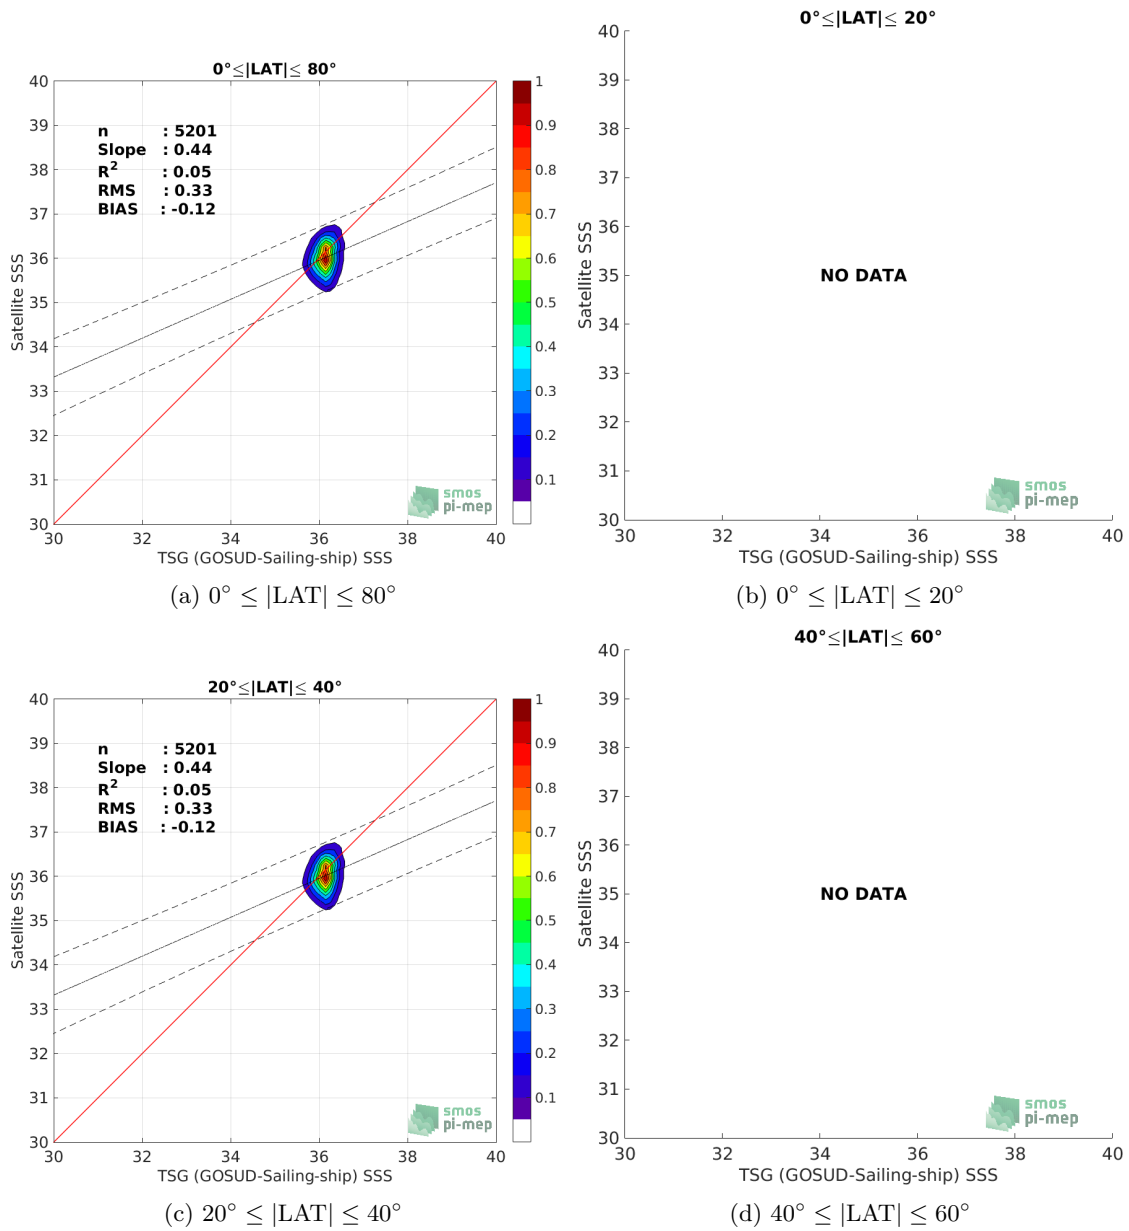 0°≤|LAT|≤ 80°
40
39
38
37
36
35
34
33
32
31
30
Satellite SSS
n : 5201
Slope : 0.44
R² : 0.05
RMS : 0.33
BIAS : -0.12
smos
pi-mep
30 32 34 36 38 40
TSG (GOSUD-Sailing-ship) SSS
1
0.9
0.8
0.7
0.6
0.5
0.4
0.3
0.2
0.1
(a) 0° ≤ |LAT| ≤ 80°
0°≤|LAT|≤ 20°
40
39
38
37
36
35
34
33
32
31
30
Satellite SSS
NO DATA
smos
pi-mep
30 32 34 36 38 40
TSG (GOSUD-Sailing-ship) SSS
(b) 0° ≤ |LAT| ≤ 20°
20°≤|LAT|≤ 40°
40
39
38
37
36
35
34
33
32
31
30
Satellite SSS
n : 5201
Slope : 0.44
R² : 0.05
RMS : 0.33
BIAS : -0.12
smos
pi-mep
30 32 34 36 38 40
TSG (GOSUD-Sailing-ship) SSS
1
0.9
0.8
0.7
0.6
0.5
0.4
0.3
0.2
0.1
(c) 20° ≤ |LAT| ≤ 40°
40°≤|LAT|≤ 60°
40
39
38
37
36
35
34
33
32
31
30
Satellite SSS
NO DATA
smos
pi-mep
30 32 34 36 38 40
TSG (GOSUD-Sailing-ship) SSS
(d) 40° ≤ |LAT| ≤ 60°